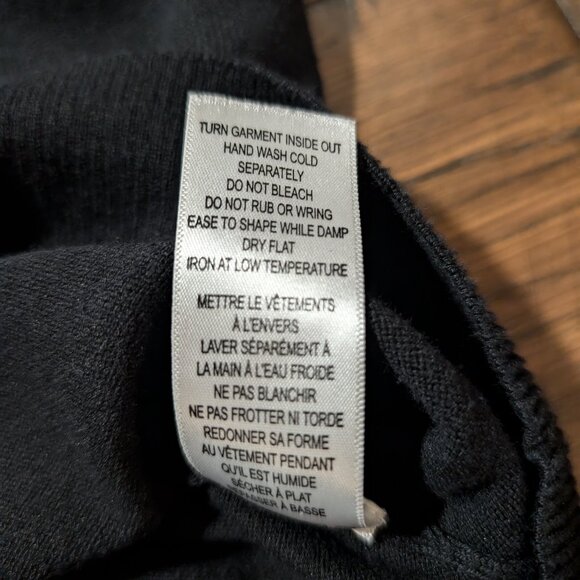 TURN GARMENT INSIDE OUT
HAND WASH COLD
SEPARATELY
DO NOT BLEACH
DO NOT RUB OR WRING
EASE TO SHAPE WHILE DAMP
DRY FLAT
IRON AT LOW TEMPERATURE
METTRE LE VÊTEMENTS
À L'ENVERS
LAVER SÉPARÉMENT À
LA MAIN À L'EAU FROIDE
NE PAS BLANCHIR
NE PAS FROTTER NI TORDE
REDONNER SA FORME
AU VÊTEMENT PENDANT
QU'IL EST HUMIDE
SÉCHER À PLAT
À BASSE